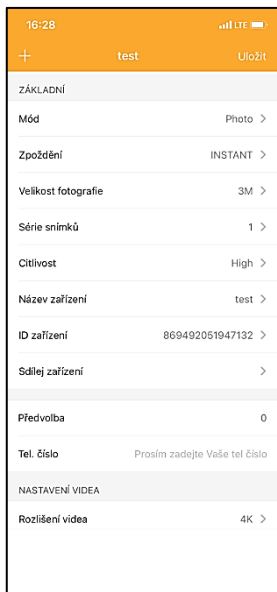 16:28 LTE
+ test Uložit
ZÁKLADNÍ
Mód Photo >
Zpoždění INSTANT >
Velikost fotografie 3M >
Série snímků 1 >
Citlivost High >
Název zařízení test >
ID zařízení 869492051947132 >
Sdílej zařízení >
Předvolba 0
Tel. číslo Prosím zadejte Vaše tel číslo
NASTAVENÍ VIDEA
Rozlišení videa 4K >